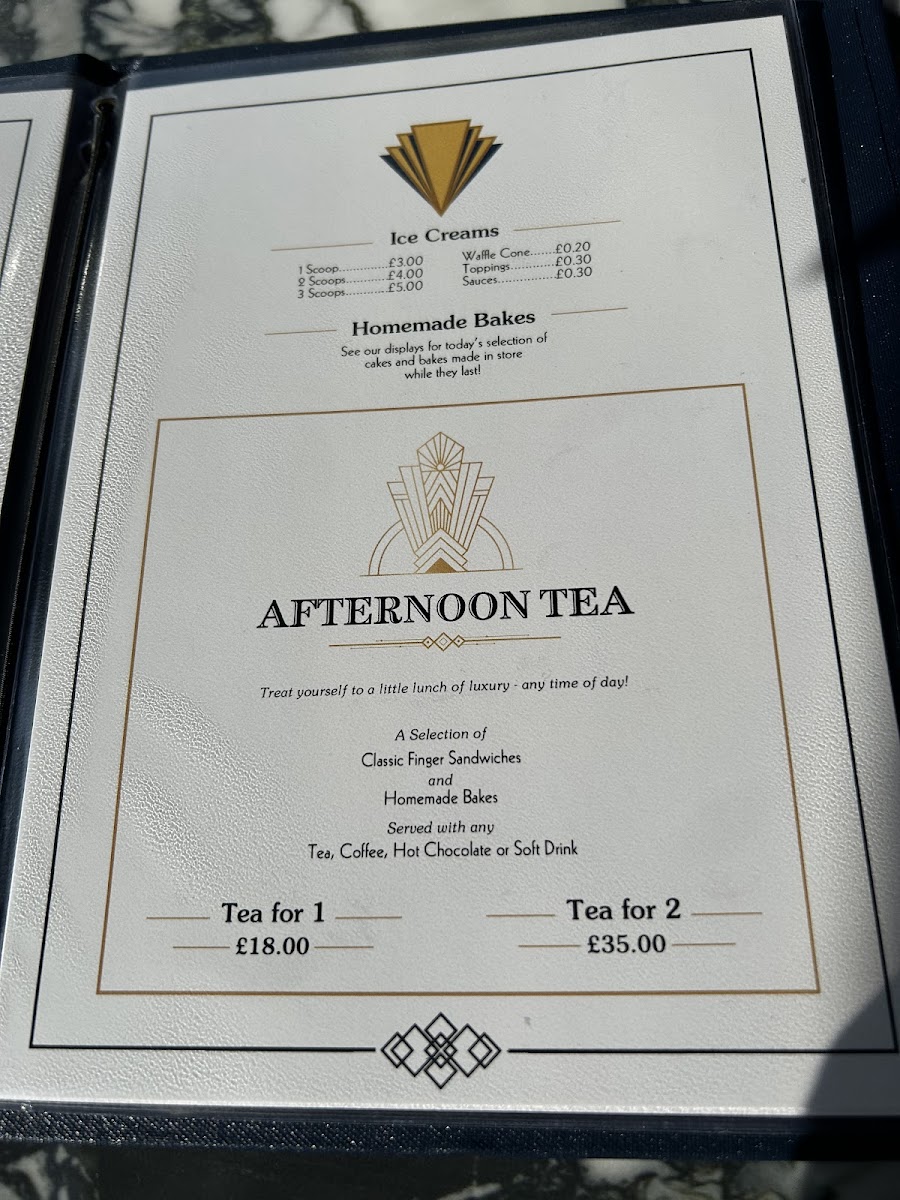 Ice Creams
1 Scoop.............£3.00
2 Scoops...........£4.00
3 Scoops...........£5.00
Waffle Cone.......£0.20
Toppings............£0.30
Sauces...............£0.30
Homemade Bakes
See our displays for today's selection of
cakes and bakes made in store
while they last!
AFTERNOON TEA
Treat yourself to a little lunch of luxury - any time of day!
A Selection of
Classic Finger Sandwiches
and
Homemade Bakes
Served with any
Tea, Coffee, Hot Chocolate or Soft Drink
Tea for 1
£18.00
Tea for 2
£35.00